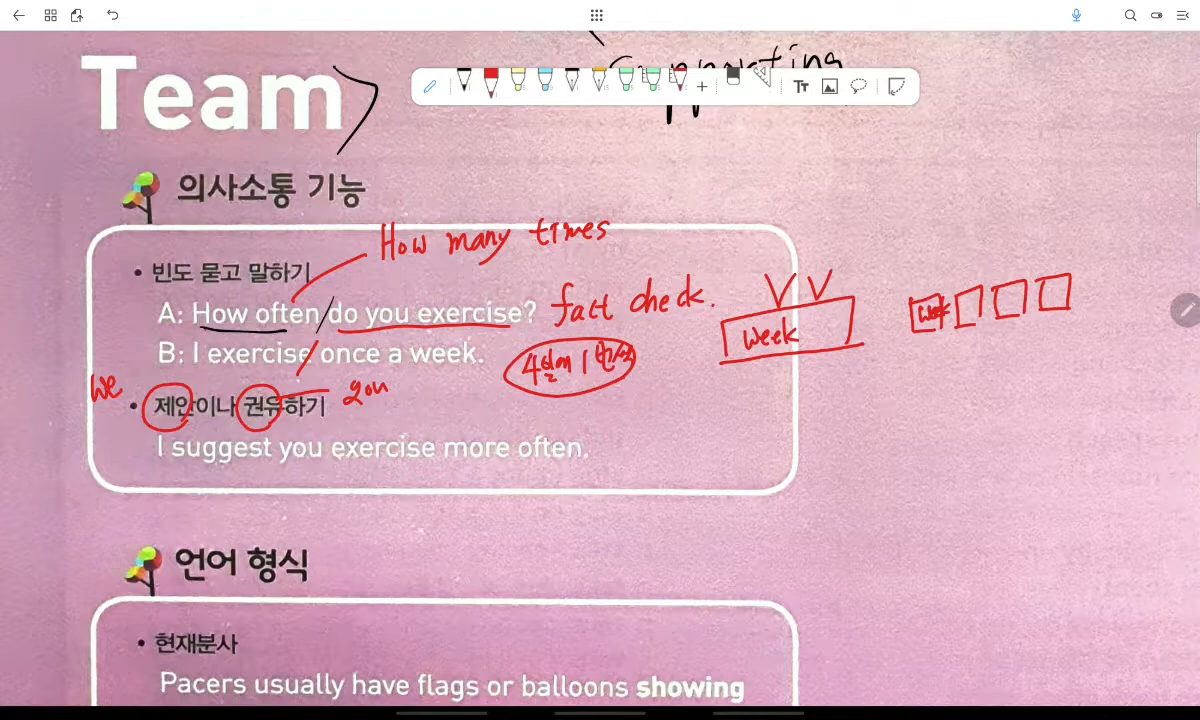 Supporting
Team
의사소통 기능
How many times
• 빈도 묻고 말하기
A: How often do you exercise?
fact check.
week
week
B: I exercise once a week.
4일에 1번씩
we
• 제안이나 권유하기
you
I suggest you exercise more often.
언어 형식
• 현재분사
Pacers usually have flags or balloons showing